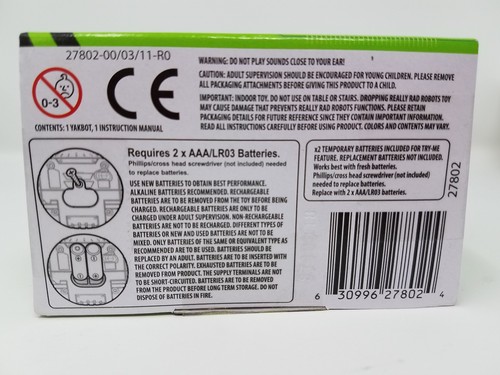 27802-00/03/11-R0
WARNING: DO NOT PLAY SOUNDS CLOSE TO YOUR EAR!
CAUTION: ADULT SUPERVISION SHOULD BE ENCOURAGED FOR YOUNG CHILDREN. PLEASE REMOVE
ALL PACKAGING ATTACHMENTS BEFORE GIVING THIS PRODUCT TO A CHILD.
0-3
CE
IMPORTANT: INDOOR TOY. DO NOT USE ON TABLE OR STAIRS. DROPPING REALLY RAD ROBOTS TOY
MAY CAUSE DAMAGE THAT PREVENTS REALLY RAD ROBOTS FUNCTIONS. PLEASE RETAIN
PACKAGING DETAILS FOR FUTURE REFERENCE SINCE THEY CONTAIN IMPORTANT INFORMATION.
READ ALL INSTRUCTIONS CAREFULLY BEFORE USING PRODUCT. COLORS AND CONTENTS MAY VARY.
CONTENTS: 1 YAKBOT, 1 INSTRUCTION MANUAL
Requires 2 x AAA/LR03 Batteries.
Phillips/cross head screwdriver (not included) needed
to replace batteries.
USE NEW BATTERIES TO OBTAIN BEST PERFORMANCE.
ALKALINE BATTERIES RECOMMENDED. RECHARGEABLE
BATTERIES ARE TO BE REMOVED FROM THE TOY BEFORE BEING
CHARGED. RECHARGEABLE BATTERIES ARE ONLY TO BE
CHARGED UNDER ADULT SUPERVISION. NON-RECHARGEABLE
BATTERIES ARE NOT TO BE RECHARGED. DIFFERENT TYPES OF
BATTERIES OR NEW AND USED BATTERIES ARE NOT TO BE
MIXED. ONLY BATTERIES OF THE SAME OR EQUIVALENT TYPE AS
RECOMMENDED ARE TO BE USED. BATTERIES SHOULD BE
REPLACED BY AN ADULT. BATTERIES ARE TO BE INSERTED WITH
THE CORRECT POLARITY. EXHAUSTED BATTERIES ARE TO BE
REMOVED FROM PRODUCT. THE SUPPLY TERMINALS ARE NOT
TO BE SHORT-CIRCUITED. BATTERIES ARE TO BE REMOVED
FROM THE PRODUCT BEFORE LONG TERM STORAGE. DO NOT
DISPOSE OF BATTERIES IN FIRE.
x2 TEMPORARY BATTERIES INCLUDED FOR TRY-ME
FEATURE. REPLACEMENT BATTERIES NOT INCLUDED.
Works best with fresh batteries.
Phillips/cross head screwdriver (not included)
needed to replace batteries.
Replace with 2 x AAA/LR03 batteries.
27802
6 30996 27802 4